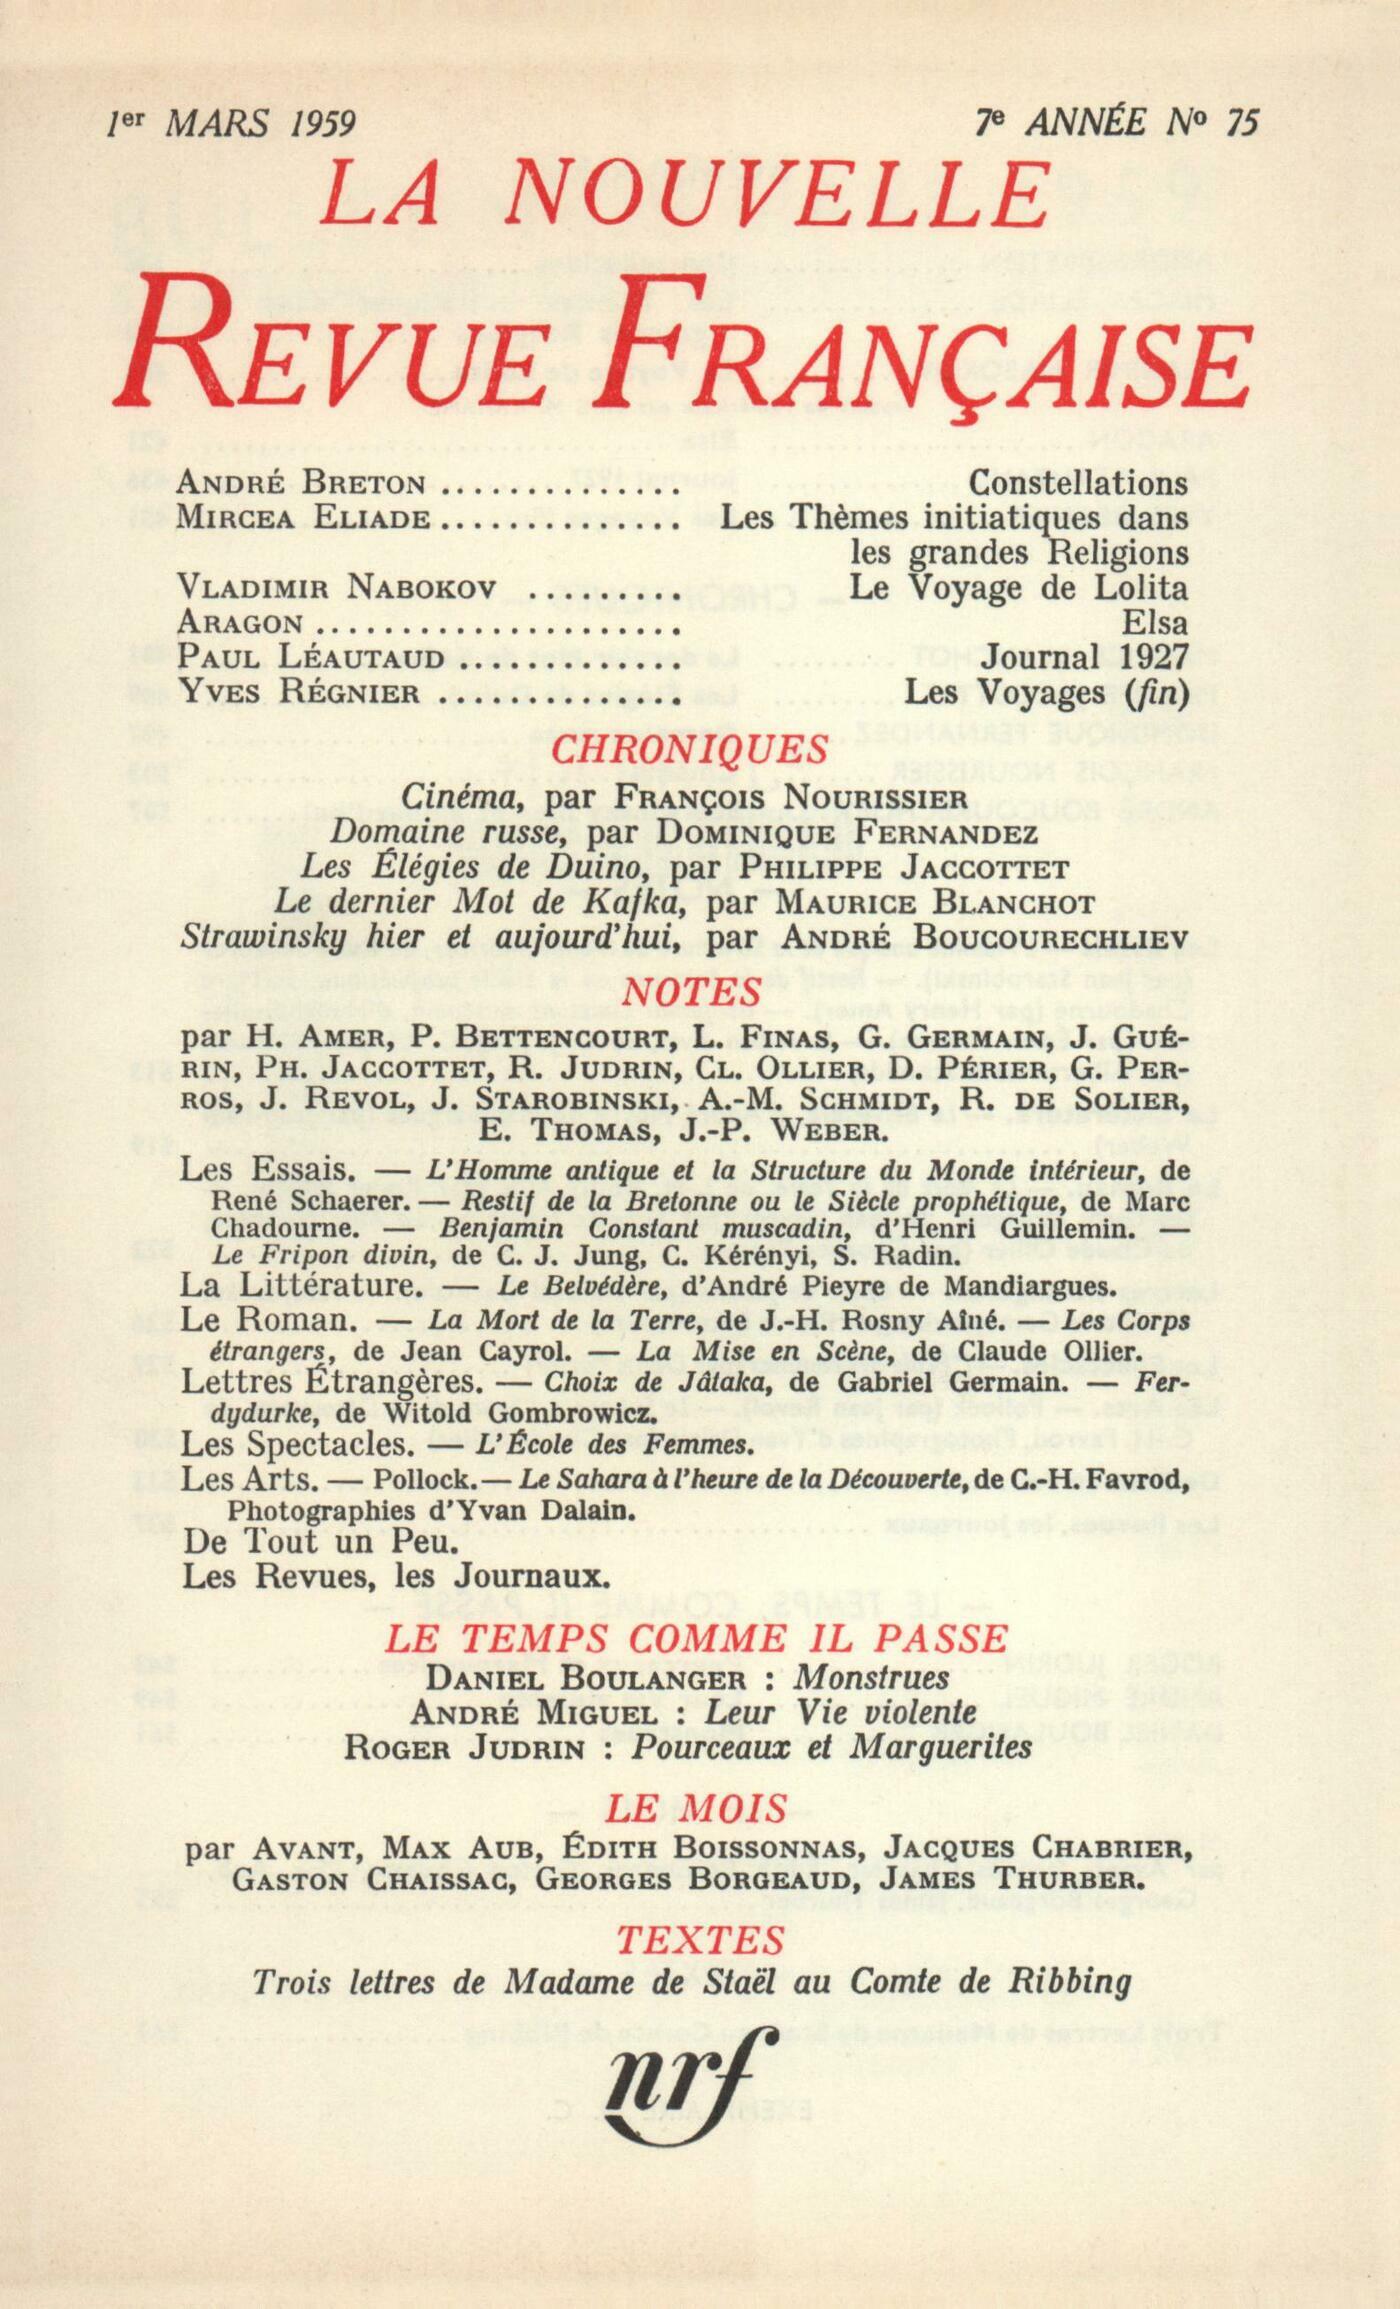 1er MARS 1959
7e ANNÉE No 75
LA NOUVELLE
REVUE FRANÇAISE
ANDRÉ BRETON .............. Constellations
MIRCEA ELIADE .............. Les Thèmes initiatiques dans
les grandes Religions
VLADIMIR NABOKOV ......... Le Voyage de Lolita
ARAGON ...................... Elsa
PAUL LÉAUTAUD ............. Journal 1927
YVES RÉGNIER .............. Les Voyages (fin)
CHRONIQUES
Cinéma, par FRANÇOIS NOURISSIER
Domaine russe, par DOMINIQUE FERNANDEZ
Les Élégies de Duino, par PHILIPPE JACCOTTET
Le dernier Mot de Kafka, par MAURICE BLANCHOT
Strawinsky hier et aujourd'hui, par ANDRÉ BOUCOURECHLIEV
NOTES
par H. AMER, P. BETTENCOURT, L. FINAS, G. GERMAIN, J. GUÉ-
RIN, PH. JACCOTTET, R. JUDRIN, CL. OLLIER, D. PÉRIER, G. PER-
ROS, J. REVOL, J. STAROBINSKI, A.-M. SCHMIDT, R. DE SOLIER,
E. THOMAS, J.-P. WEBER.
Les Essais. — L'Homme antique et la Structure du Monde intérieur, de
René Schaerer. — Restif de la Bretonne ou le Siècle prophétique, de Marc
Chadourne. — Benjamin Constant muscadin, d'Henri Guillemin. —
Le Fripon divin, de C. J. Jung, C. Kérényi, S. Radin.
La Littérature. — Le Belvédère, d'André Pieyre de Mandiargues.
Le Roman. — La Mort de la Terre, de J.-H. Rosny Aîné. — Les Corps
étrangers, de Jean Cayrol. — La Mise en Scène, de Claude Ollier.
Lettres Étrangères. — Choix de Jâtaka, de Gabriel Germain. — Fer-
dydurke, de Witold Gombrowicz.
Les Spectacles. — L'École des Femmes.
Les Arts. — Pollock. — Le Sahara à l'heure de la Découverte, de C.-H. Favrod,
Photographies d'Yvan Dalain.
De Tout un Peu.
Les Revues, les Journaux.
LE TEMPS COMME IL PASSE
DANIEL BOULANGER : Monstrues
ANDRÉ MIGUEL : Leur Vie violente
ROGER JUDRIN : Pourceaux et Marguerites
LE MOIS
par AVANT, MAX AUB, ÉDITH BOISSONNAS, JACQUES CHABRIER,
GASTON CHAISSAC, GEORGES BORGEAUD, JAMES THURBER.
TEXTES
Trois lettres de Madame de Staël au Comte de Ribbing
nrf